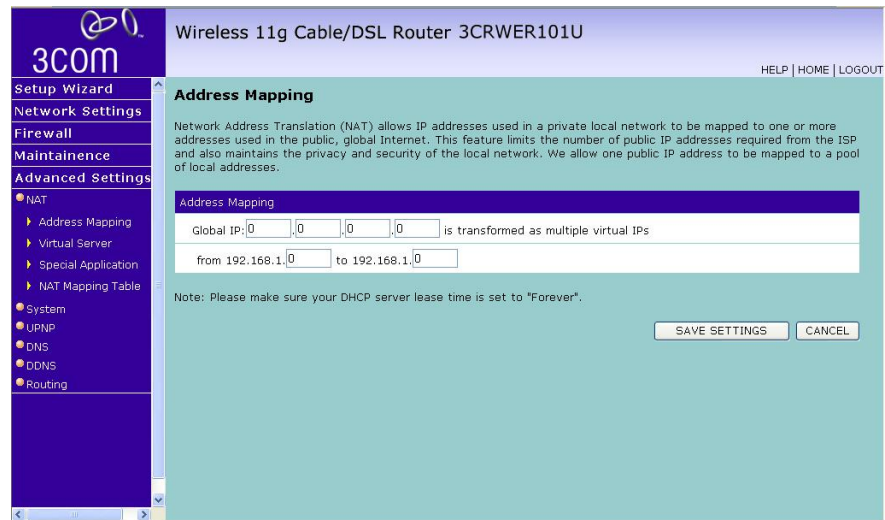 3COM
Wireless 11g Cable/DSL Router 3CRWER101U
HELP | HOME | LOGOUT
Setup Wizard
Network Settings
Firewall
Maintainence
Advanced Settings
NAT
Address Mapping
Virtual Server
Special Application
NAT Mapping Table
System
UPNP
DNS
DDNS
Routing
Address Mapping
Network Address Translation (NAT) allows IP addresses used in a private local network to be mapped to one or more
addresses used in the public, global Internet. This feature limits the number of public IP addresses required from the ISP
and also maintains the privacy and security of the local network. We allow one public IP address to be mapped to a pool
of local addresses.
Address Mapping
Global IP: 0 .0 .0 .0 is transformed as multiple virtual IPs
from 192.168.1. 0 to 192.168.1. 0
Note: Please make sure your DHCP server lease time is set to "Forever".
SAVE SETTINGS CANCEL